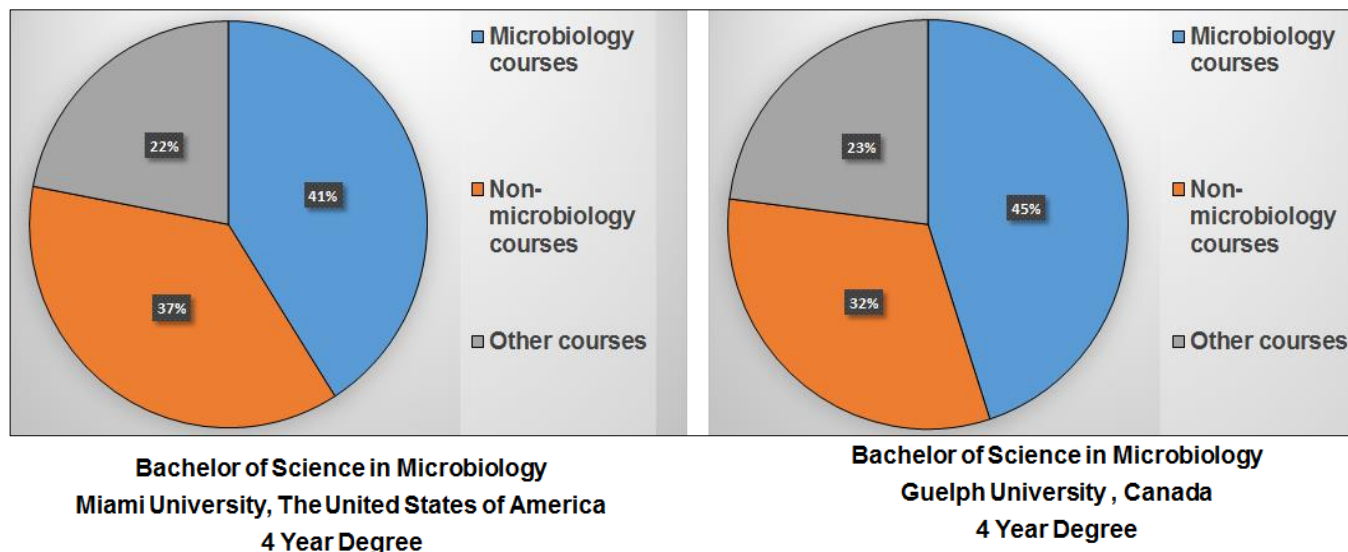 22%
41%
37%
Microbiology
courses
Non-
microbiology
courses
Other courses
Bachelor of Science in Microbiology
Miami University, The United States of America
4 Year Degree
23%
45%
32%
Microbiology
courses
Non-
microbiology
courses
Other courses
Bachelor of Science in Microbiology
Guelph University , Canada
4 Year Degree